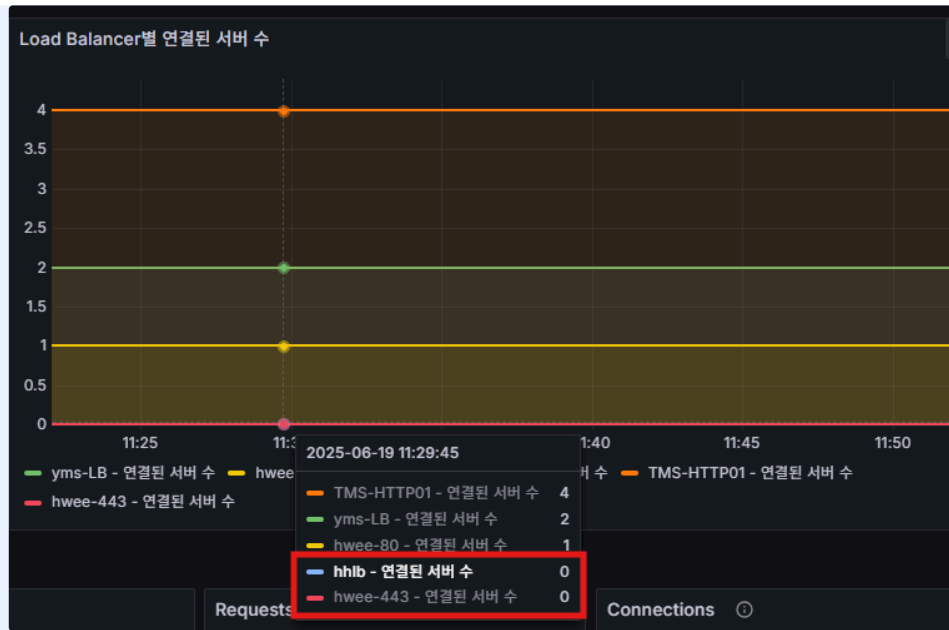 Load Balancer별 연결된 서버 수
4
3.5
3
2.5
2
1.5
1
0.5
0
11:25 11:3 1:40 11:45 11:50
yms-LB - 연결된 서버 수 hwee 수 TMS-HTTP01 - 연결된 서버 수
hwee-443 - 연결된 서버 수
2025-06-19 11:29:45
TMS-HTTP01 - 연결된 서버 수 4
yms-LB - 연결된 서버 수 2
hwee-80 - 연결된 서버 수 1
hhlb - 연결된 서버 수 0
hwee-443 - 연결된 서버 수 0
Requests Connections